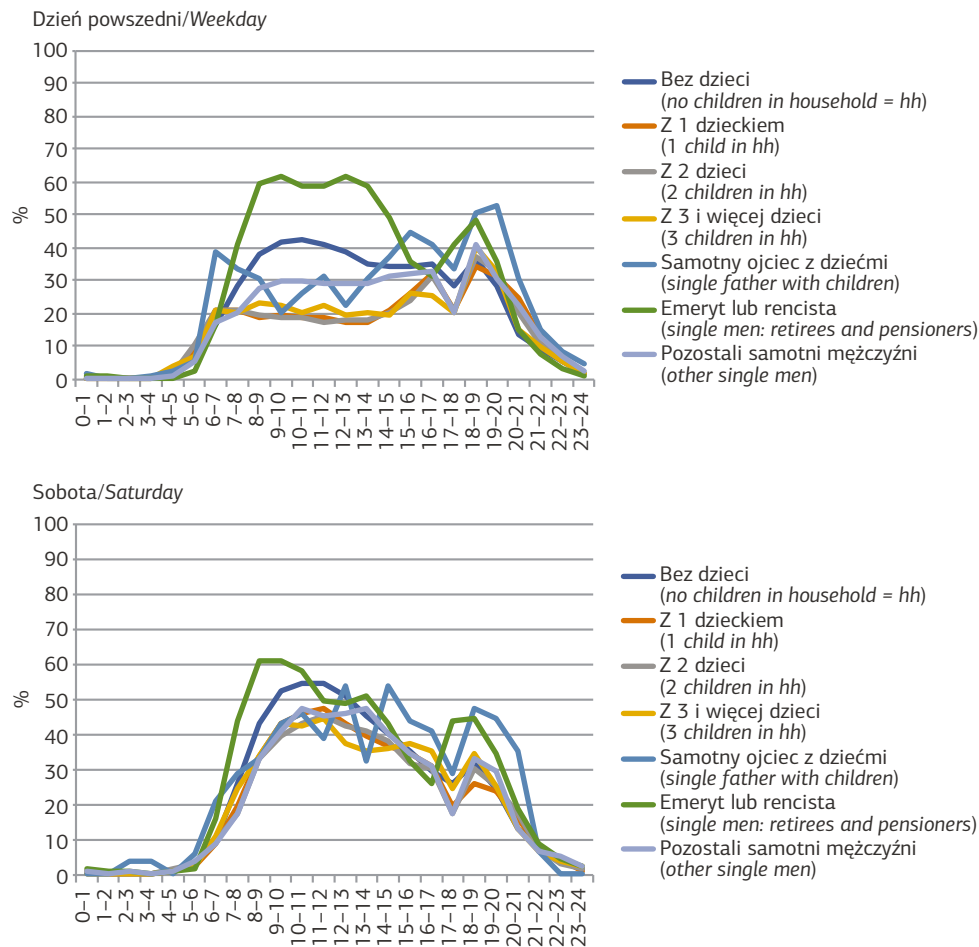 Dzień powszedni/Weekday
100
90
80
70
60
50
40
30
20
10
0
%
0–1
1–2
2–3
3–4
4–5
5–6
6–7
7–8
8–9
9–10
10–11
11–12
12–13
13–14
14–15
15–16
16–17
17–18
18–19
19–20
20–21
21–22
22–23
23–24
Bez dzieci
(no children in household = hh)
Z 1 dzieckiem
(1 child in hh)
Z 2 dzieci
(2 children in hh)
Z 3 i więcej dzieci
(3 children in hh)
Samotny ojciec z dziećmi
(single father with children)
Emeryt lub rencista
(single men: retirees and pensioners)
Pozostali samotni mężczyźni
(other single men)
Sobota/Saturday
100
90
80
70
60
50
40
30
20
10
0
%
0–1
1–2
2–3
3–4
4–5
5–6
6–7
7–8
8–9
9–10
10–11
11–12
12–13
13–14
14–15
15–16
16–17
17–18
18–19
19–20
20–21
21–22
22–23
23–24
Bez dzieci
(no children in household = hh)
Z 1 dzieckiem
(1 child in hh)
Z 2 dzieci
(2 children in hh)
Z 3 i więcej dzieci
(3 children in hh)
Samotny ojciec z dziećmi
(single father with children)
Emeryt lub rencista
(single men: retirees and pensioners)
Pozostali samotni mężczyźni
(other single men)